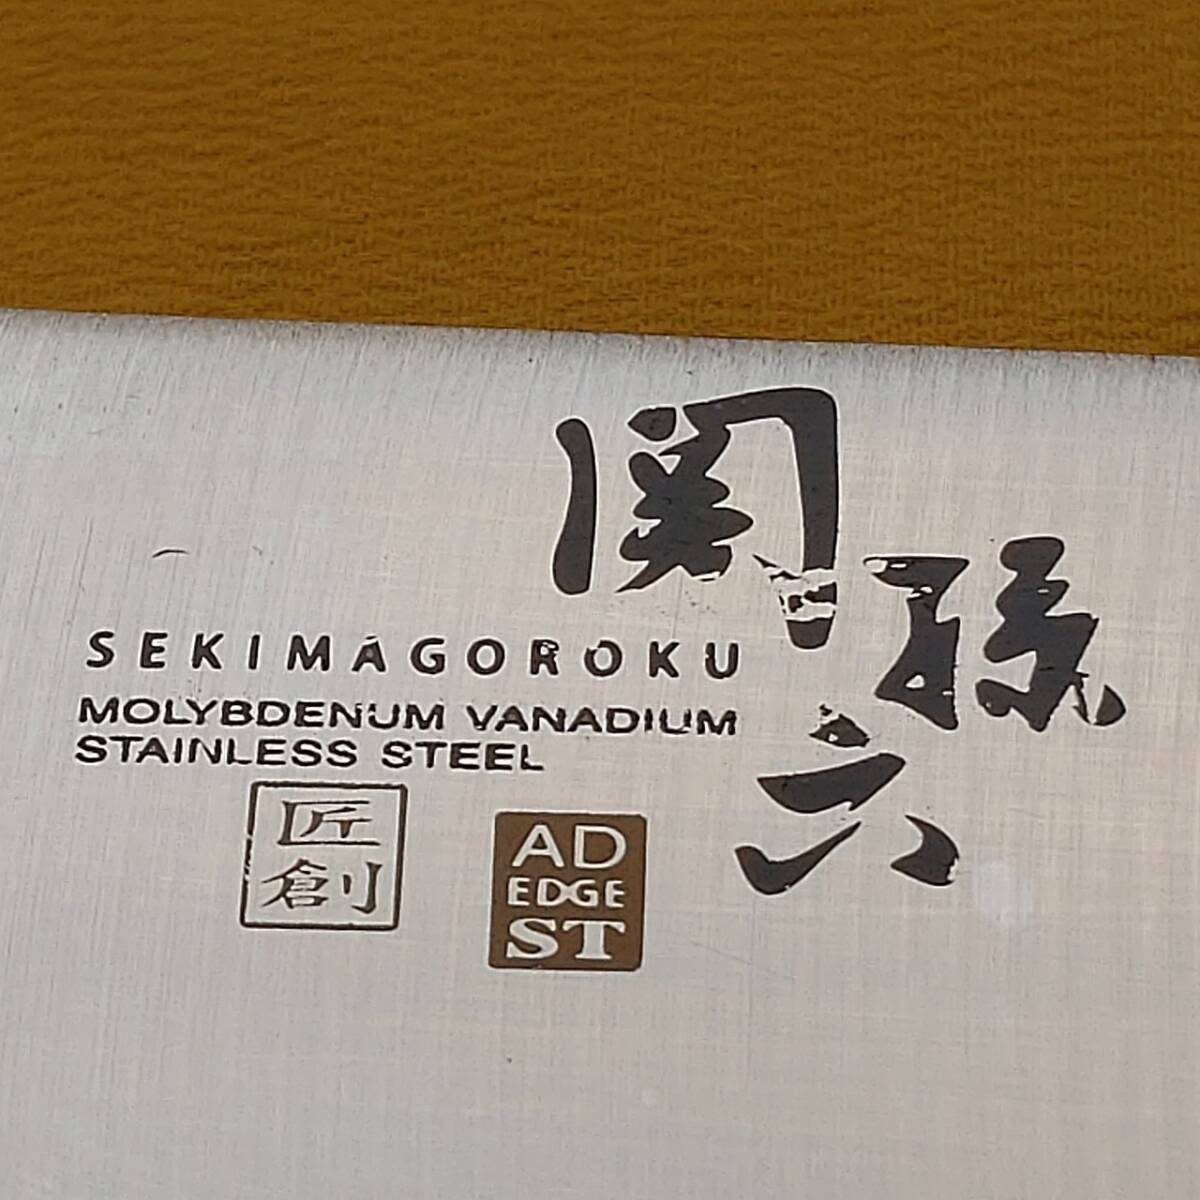 関孫六
SEKIMAGOROKU
MOLYBDENUM VANADIUM
STAINLESS STEEL
匠創
AD
EDGE
ST